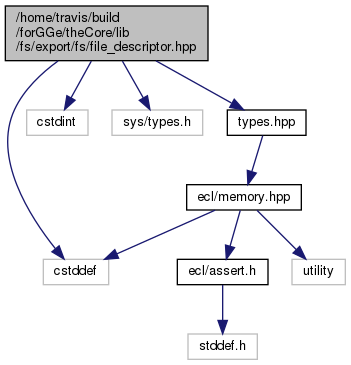 /home/travis/build
/forGGe/theCore/lib
/fs/export/fs/file_descriptor.hpp
cstdint
sys/types.h
types.hpp
ecl/memory.hpp
cstddef
ecl/assert.h
utility
stddef.h